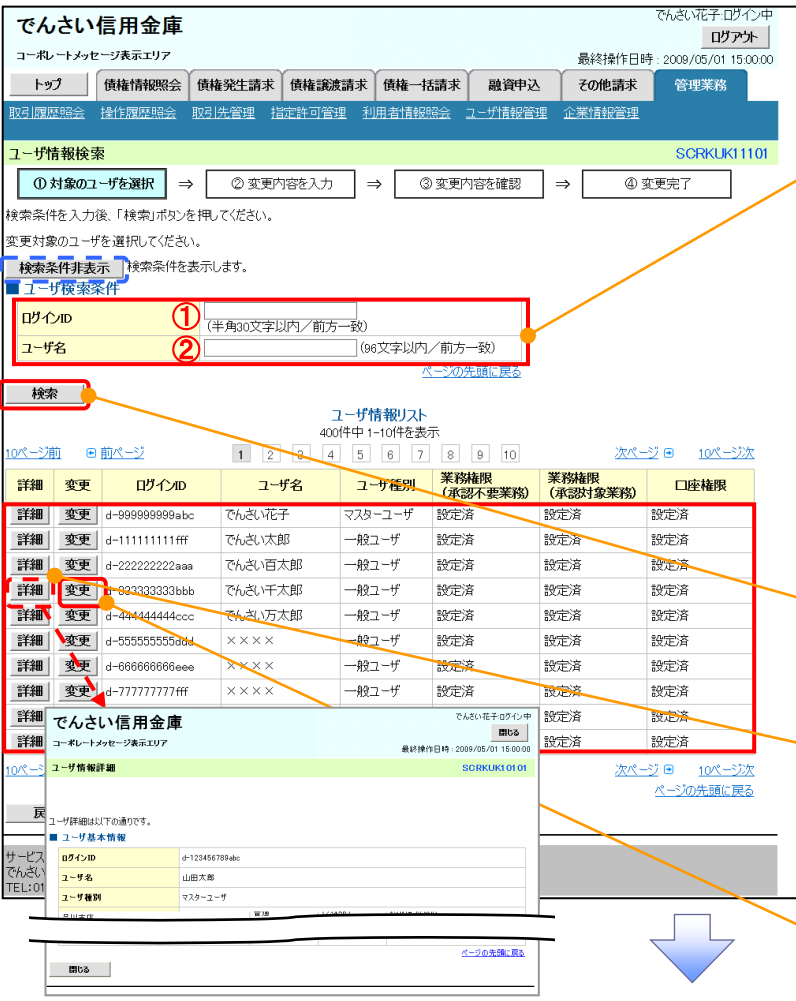 でんさい信用金庫
でんさい花子:ログイン中
ログアウト
コーポレートメッセージ表示エリア
最終操作日時 : 2009/05/01 15:00:00
トップ 債権情報照会 債権発生請求 債権譲渡請求 債権一括請求 融資申込 その他請求 管理業務
取引履歴照会 操作履歴照会 取引先管理 指定許可管理 利用者情報照会 ユーザ情報管理 企業情報管理
ユーザ情報検索 SCRKUK11101
① 対象のユーザを選択 ⇒ ② 変更内容を入力 ⇒ ③ 変更内容を確認 ⇒ ④ 変更完了
検索条件を入力後、「検索」ボタンを押してください。
変更対象のユーザを選択してください。
検索条件非表示 検索条件を表示します。
■ ユーザ検索条件
ログインID ① (半角30文字以内/前方一致)
ユーザ名 ② (96文字以内/前方一致)
ページの先頭に戻る
検索
ユーザ情報リスト
400件中 1-10件を表示
10ページ前 前ページ 1 2 3 4 5 6 7 8 9 10 次ページ 10ページ次
詳細 変更 ログインID ユーザ名 ユーザ種別 業務権限(承認不要業務) 業務権限(承認対象業務) 口座権限
詳細 変更 d-999999999abc でんさい花子 マスターユーザ 設定済 設定済 設定済
詳細 変更 d-111111111fff でんさい太郎 一般ユーザ 設定済 設定済 設定済
詳細 変更 d-222222222aaa でんさい百太郎 一般ユーザ 設定済 設定済 設定済
詳細 変更 d-333333333bbb でんさい千太郎 一般ユーザ 設定済 設定済 設定済
詳細 変更 d-444444444ccc でんさい万太郎 一般ユーザ 設定済 設定済 設定済
詳細 変更 d-555555555ddd ×××× 一般ユーザ 設定済 設定済 設定済
詳細 変更 d-666666666eee ×××× 一般ユーザ 設定済 設定済 設定済
詳細 変更 d-777777777fff ×××× 一般ユーザ 設定済 設定済 設定済
詳細 設定済 設定済
詳細 設定済 設定済
10ペー 次ページ 10ページ次
ページの先頭に戻る
戻
サービス
でんさい
TEL:01
でんさい信用金庫
でんさい花子:ログイン中
閉じる
コーポレートメッセージ表示エリア
最終操作日時 : 2009/05/01 15:00:00
ユーザ情報詳細 SCRKUK10101
ユーザ詳細は以下の通りです。
■ ユーザ基本情報
ログインID d-123456789abc
ユーザ名 山田太郎
ユーザ種別 マスターユーザ
ページの先頭に戻る
閉じる